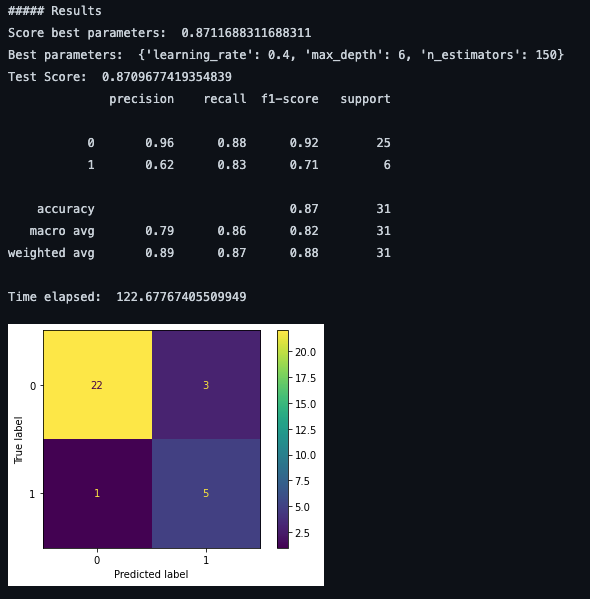 ##### Results
Score best parameters:  0.8711688311688311
Best parameters:  {'learning_rate': 0.4, 'max_depth': 6, 'n_estimators': 150}
Test Score:  0.8709677419354839
              precision    recall  f1-score   support

           0       0.96      0.88      0.92        25
           1       0.62      0.83      0.71         6

    accuracy                           0.87        31
   macro avg       0.79      0.86      0.82        31
weighted avg       0.89      0.87      0.88        31

Time elapsed:  122.67767405509949
True label
0
1
22
3
1
5
0
1
Predicted label
20.0
17.5
15.0
12.5
10.0
7.5
5.0
2.5